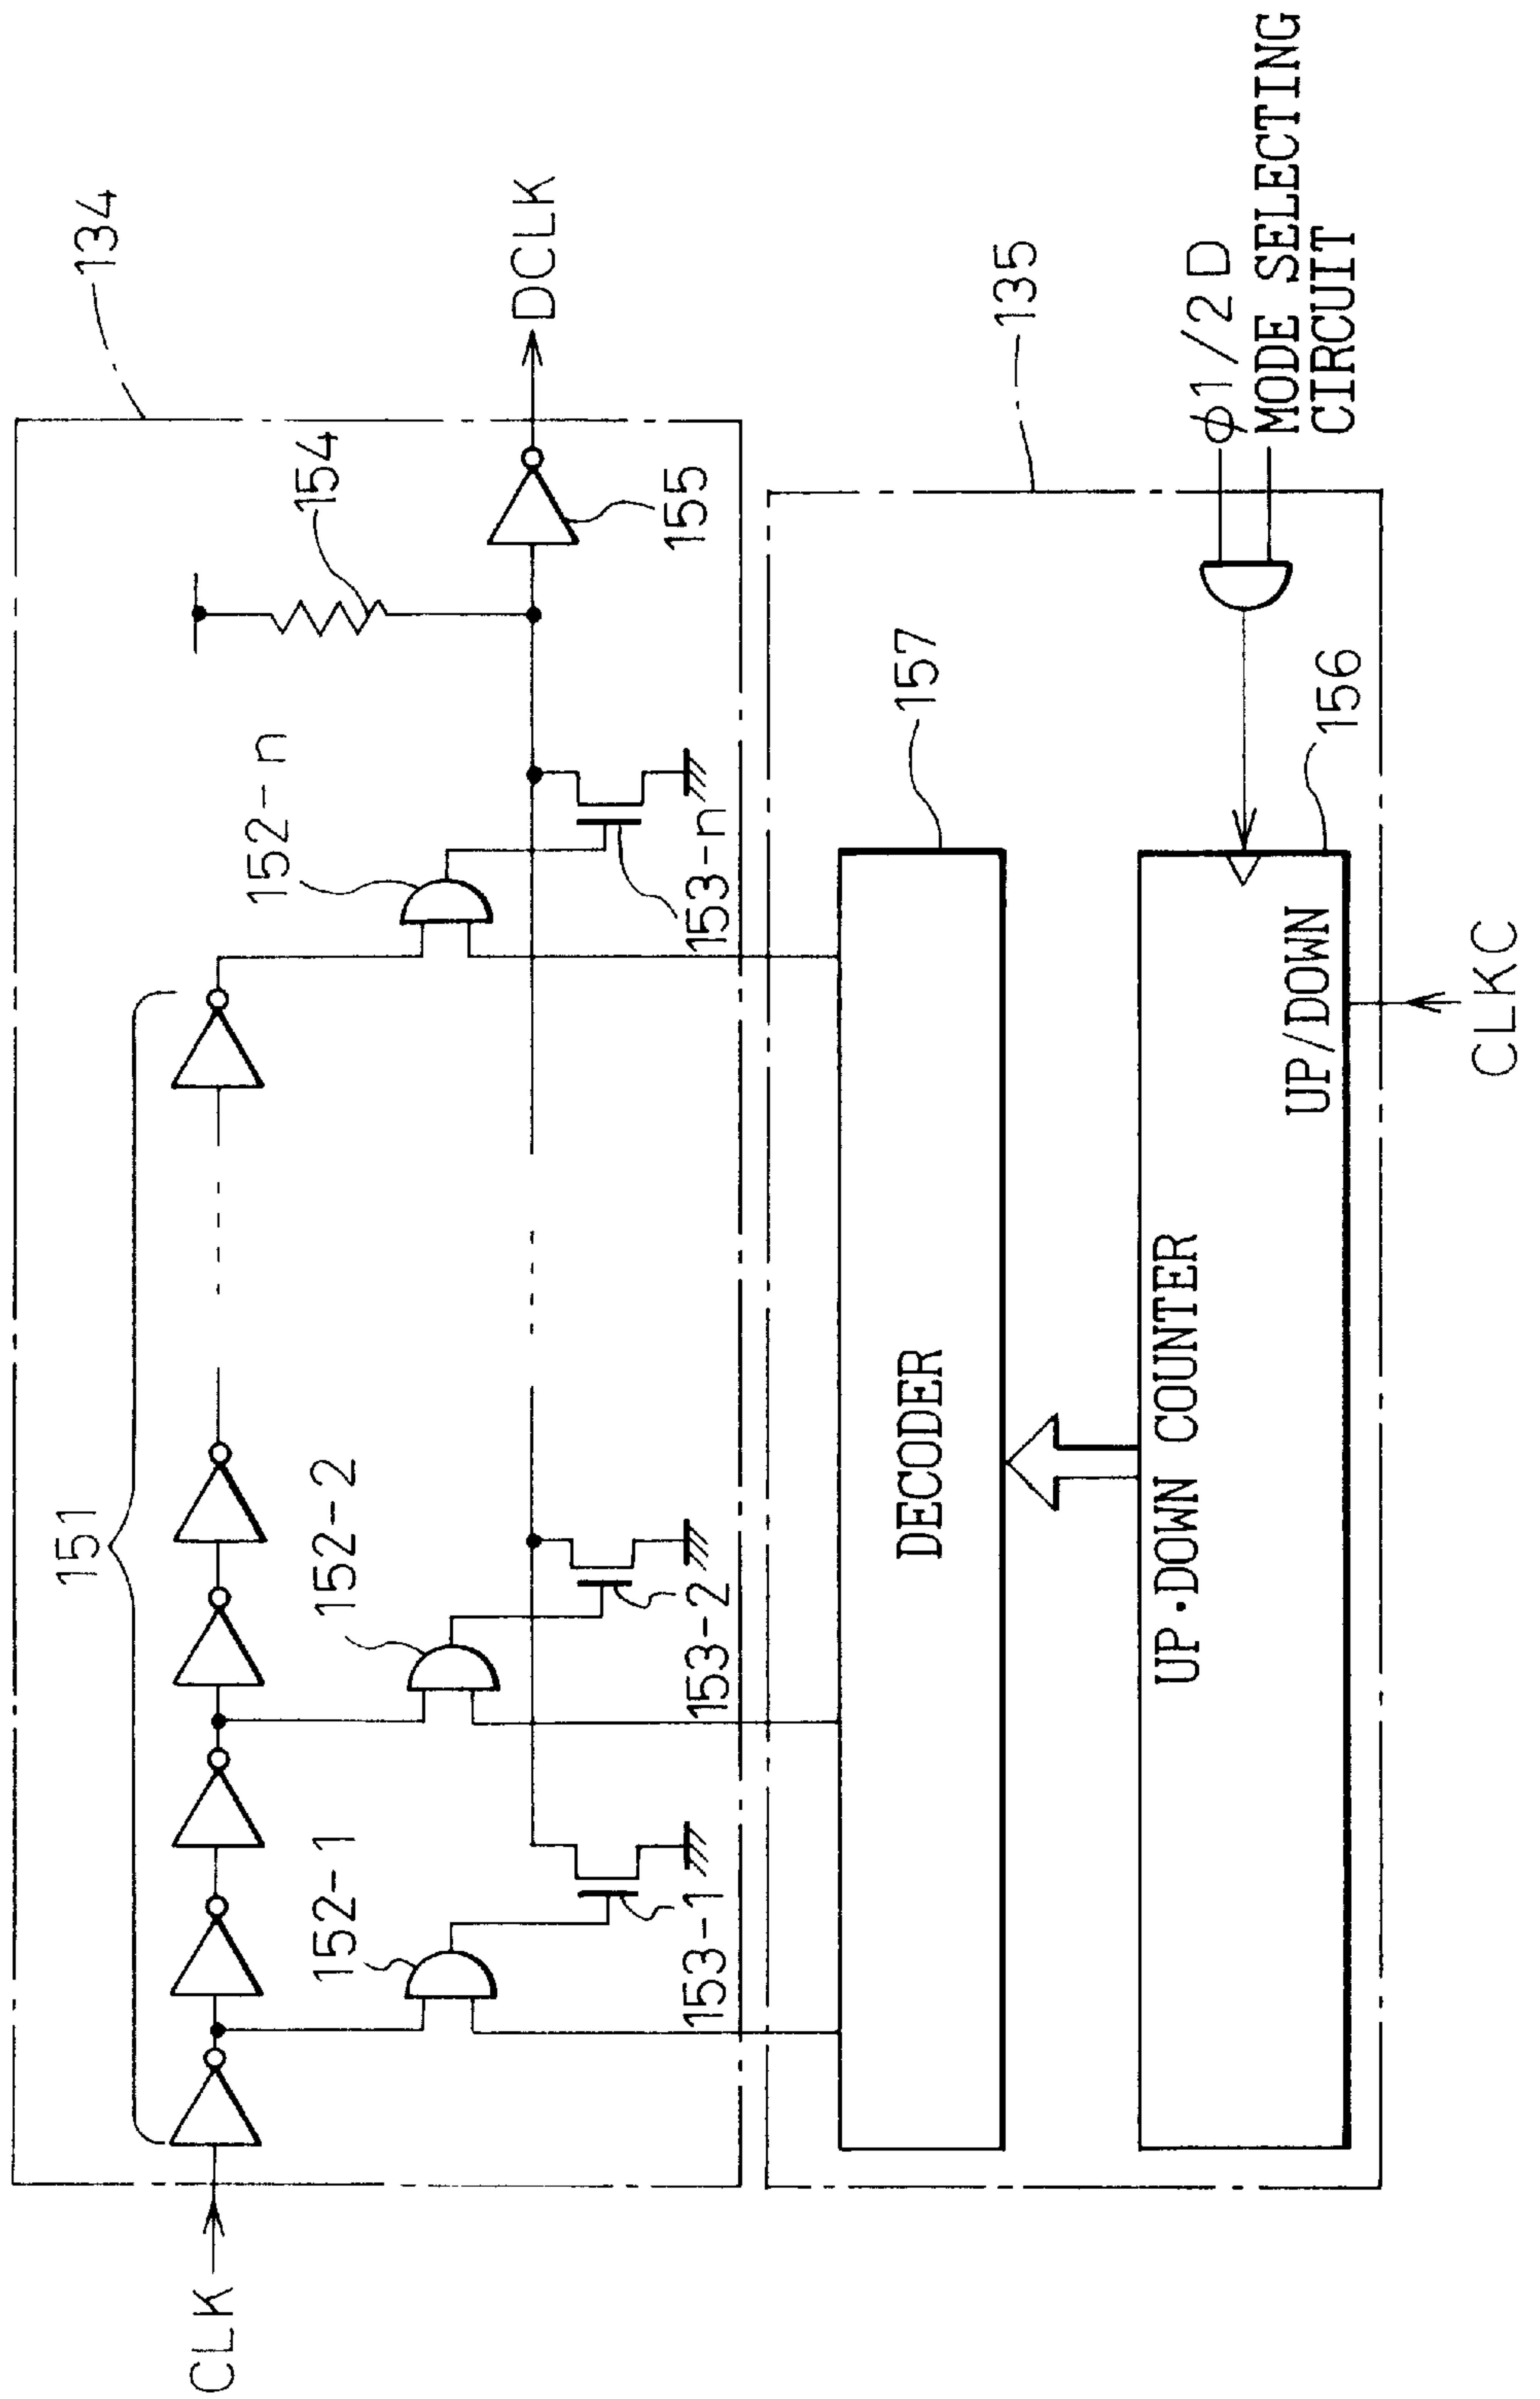 134
151
154
CLK
DCLK
152-1
152-2
152-n
153-1
153-2
153-n
155
135
157
DECODER
φ1/2D
MODE SELECTING
CIRCUIT
UP·DOWN COUNTER
UP/DOWN
156
CLKC